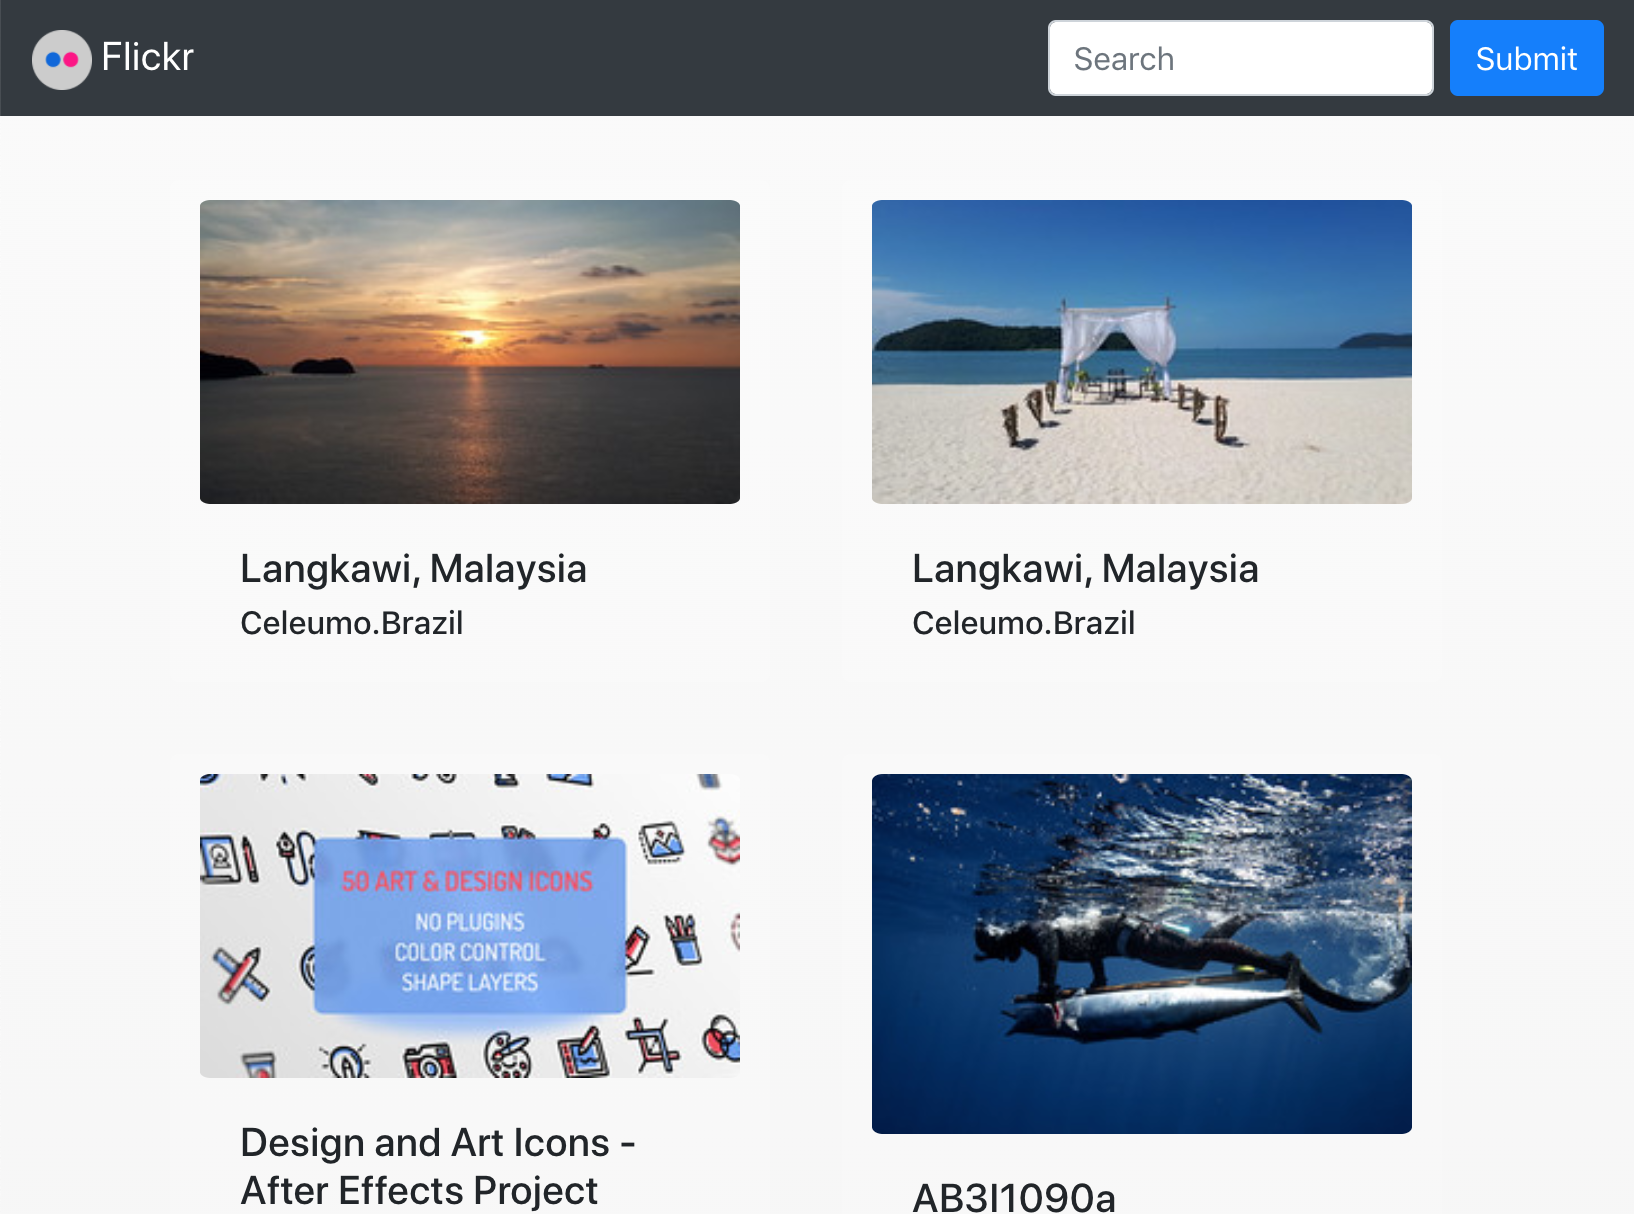 Flickr
Search
Submit
Langkawi, Malaysia
Celeumo.Brazil
Langkawi, Malaysia
Celeumo.Brazil
50 ART & DESIGN ICONS
NO PLUGINS
COLOR CONTROL
SHAPE LAYERS
Design and Art Icons -
After Effects Project
AB3I1090a